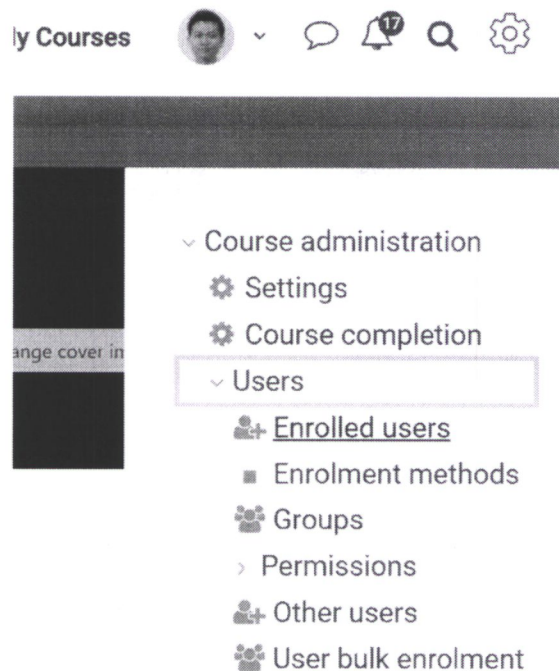 ly Courses
17
Course administration
Settings
Course completion
ange cover in
Users
Enrolled users
Enrolment methods
Groups
Permissions
Other users
User bulk enrolment